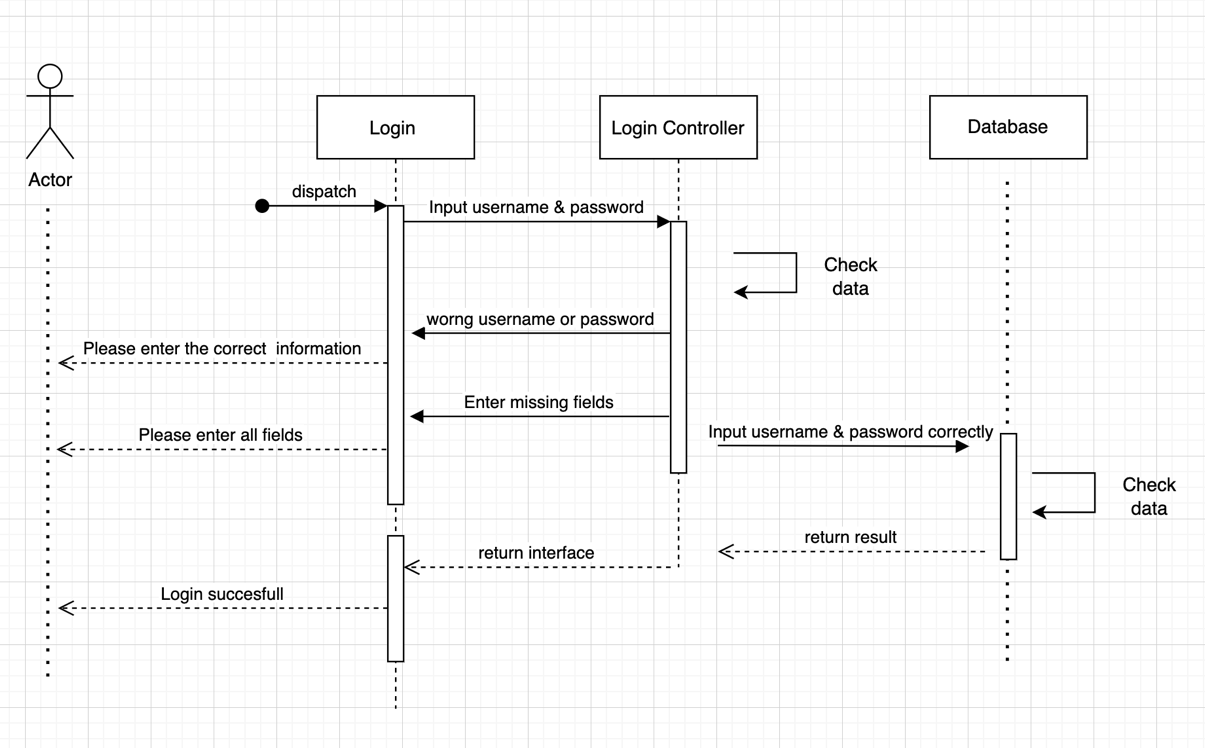 Login
Login Controller
Database
Actor
dispatch
Input username & password
Check
data
worng username or password
Please enter the correct  information
Enter missing fields
Please enter all fields
Input username & password correctly
Check
data
return result
return interface
Login succesfull